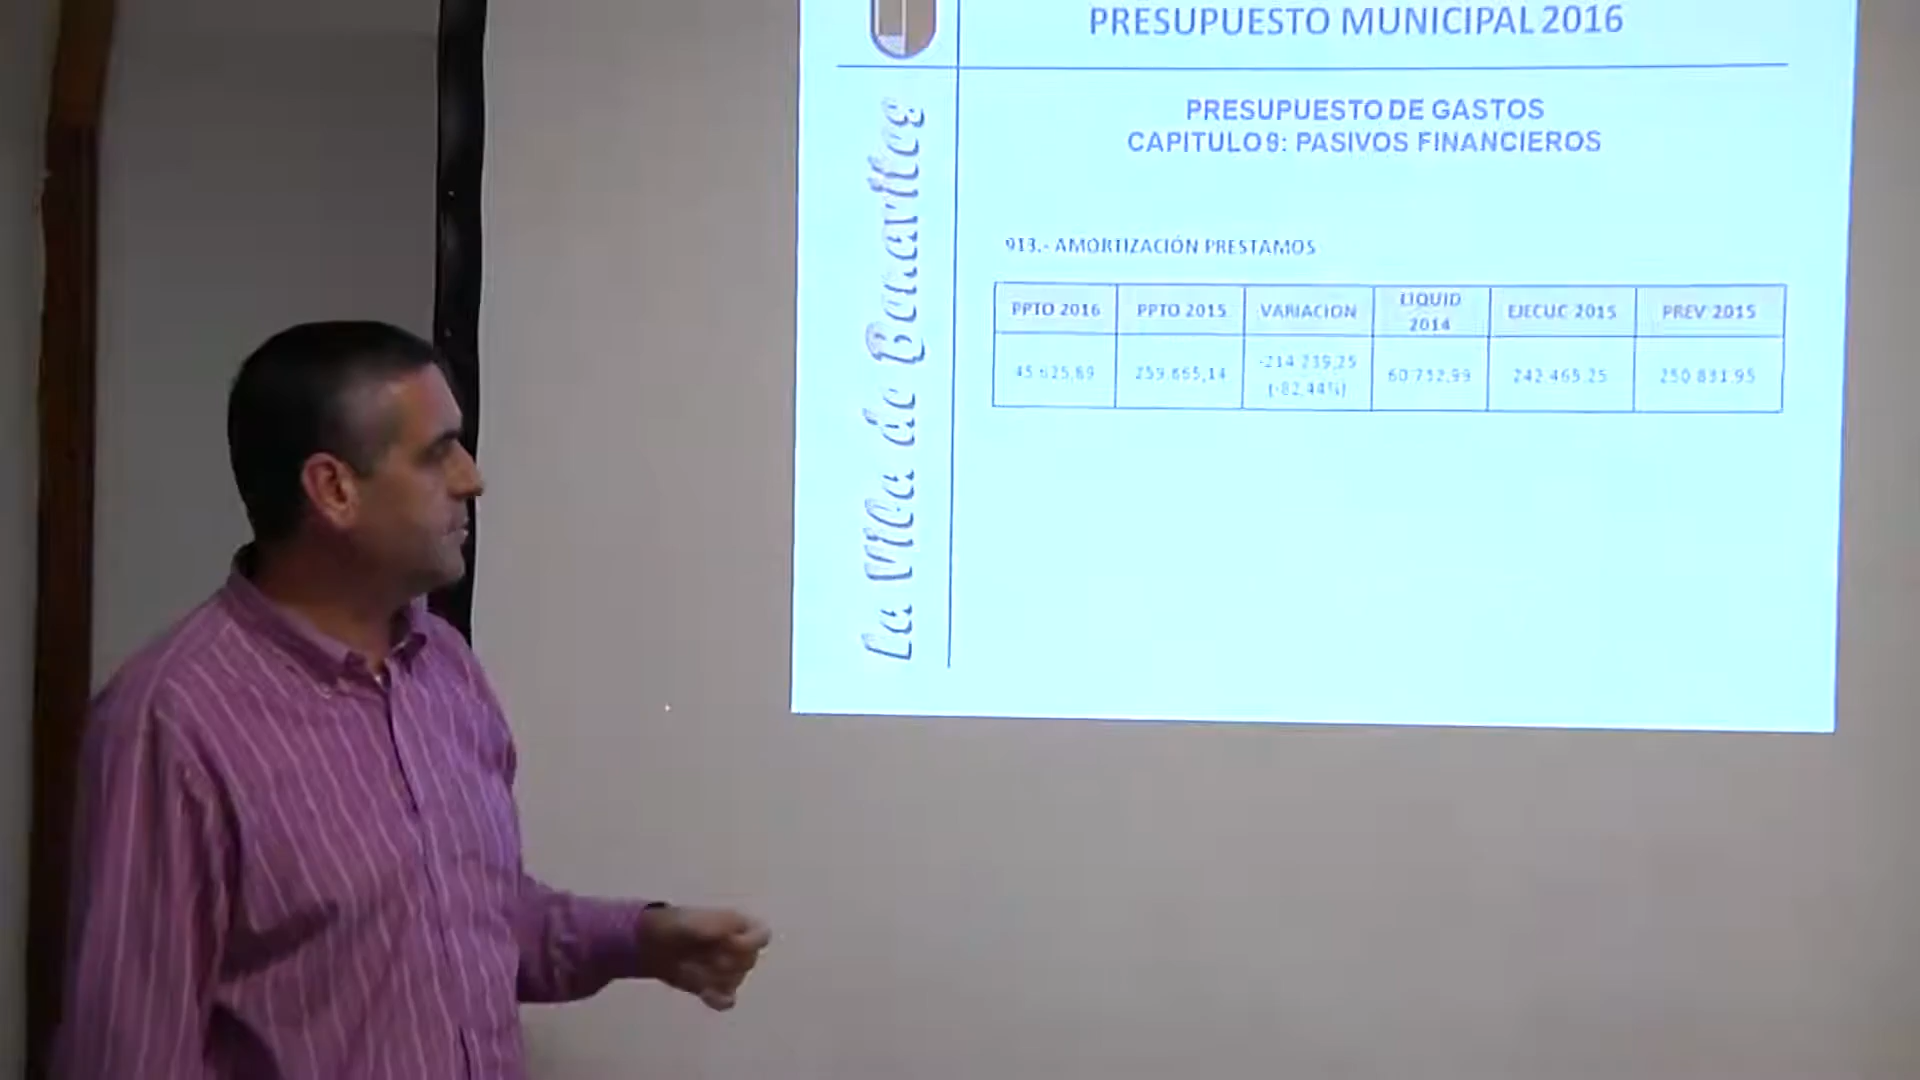 PRESUPUESTO MUNICIPAL 2016
PRESUPUESTO DE GASTOS
CAPITULO 9: PASIVOS FINANCIEROS
La Villa de Benavites
913.- AMORTIZACIÓN PRESTAMOS
PPTO 2016 PPTO 2015 VARIACION LIQUID 2014 EJECUC 2015 PREV 2015
45.625,89 259.865,14 -214.239,25 (-82,44%) 60.732,99 242.465,25 250.831,95